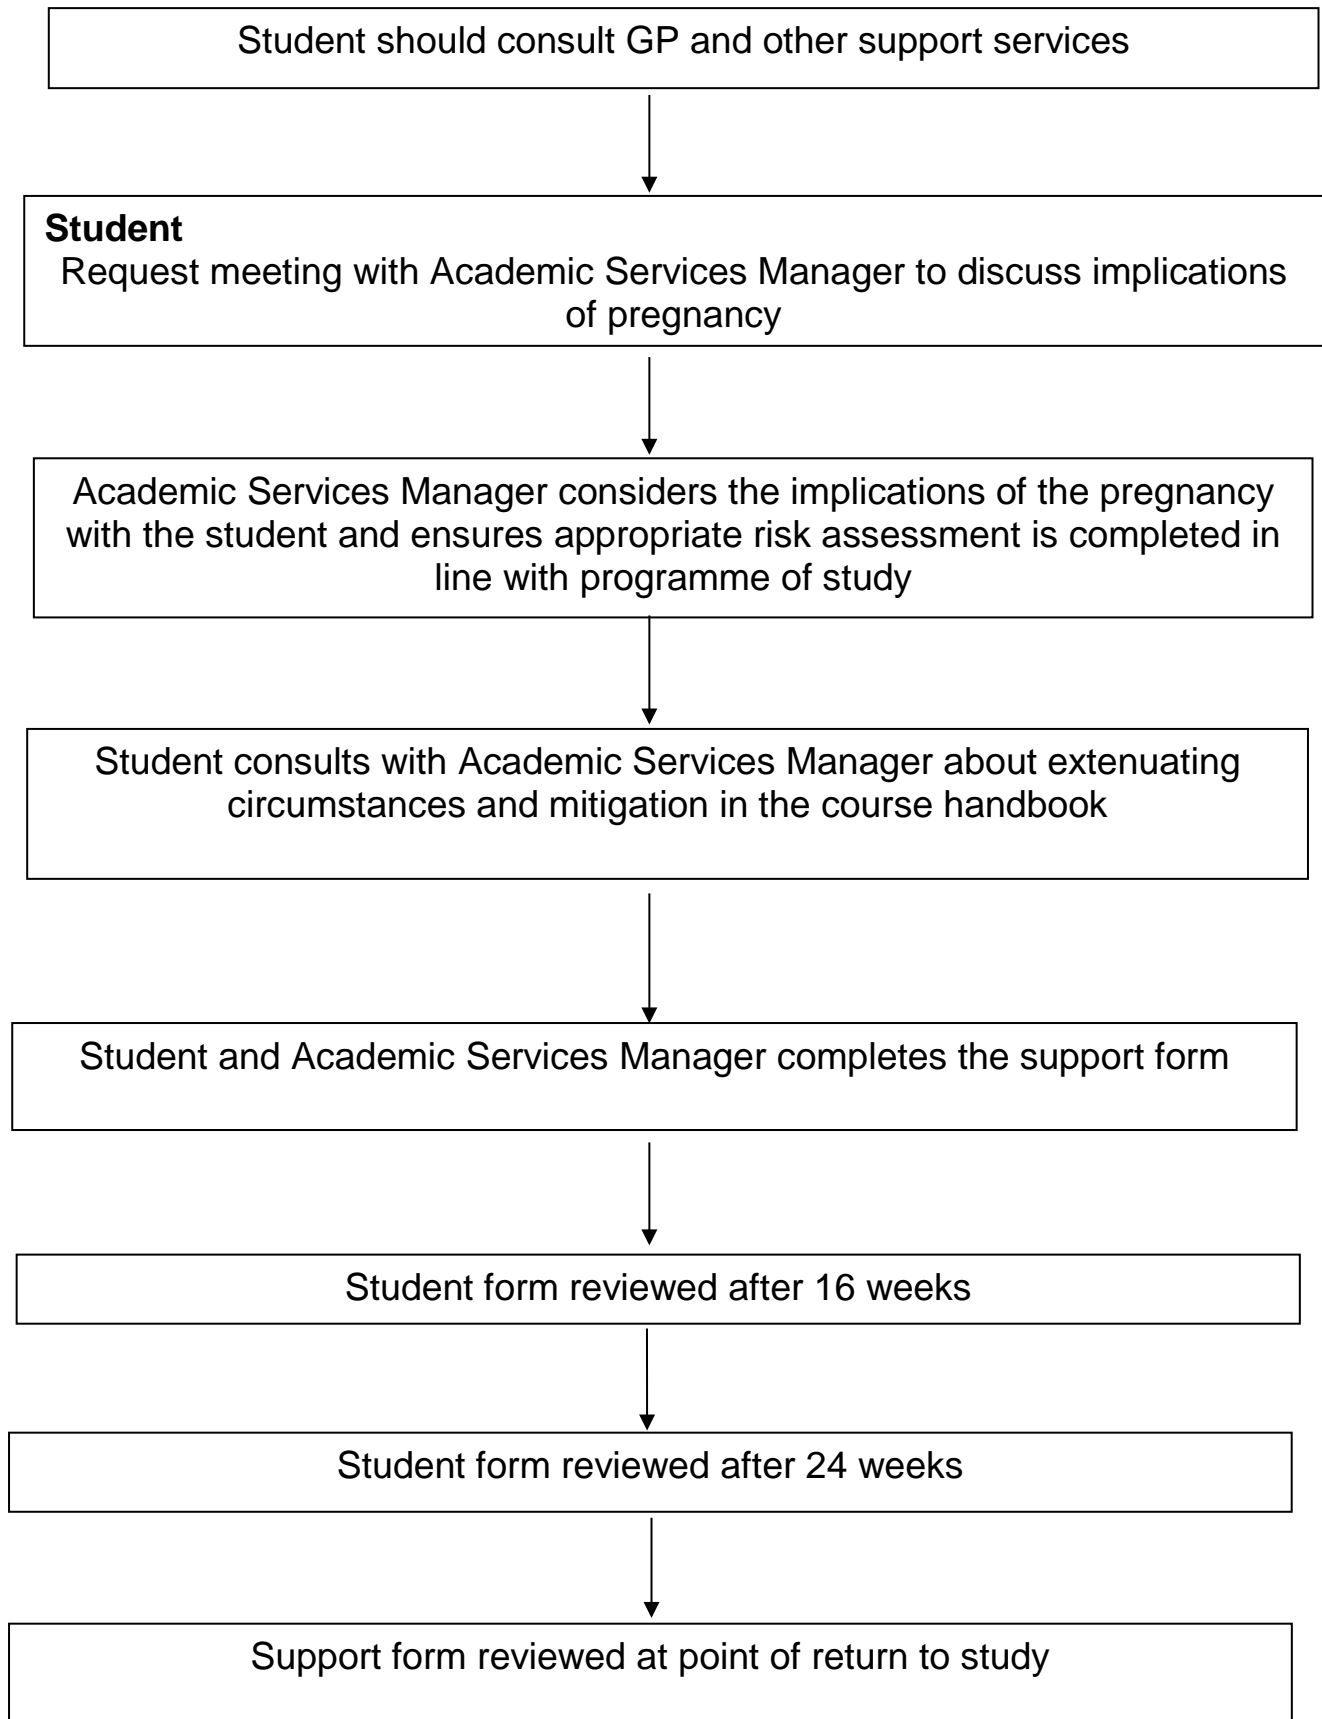 Student should consult GP and other support services
Student
Request meeting with Academic Services Manager to discuss implications
of pregnancy
Academic Services Manager considers the implications of the pregnancy
with the student and ensures appropriate risk assessment is completed in
line with programme of study
Student consults with Academic Services Manager about extenuating
circumstances and mitigation in the course handbook
Student and Academic Services Manager completes the support form
Student form reviewed after 16 weeks
Student form reviewed after 24 weeks
Support form reviewed at point of return to study